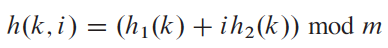 h(k, i) = (h₁(k) + ih₂(k)) mod m